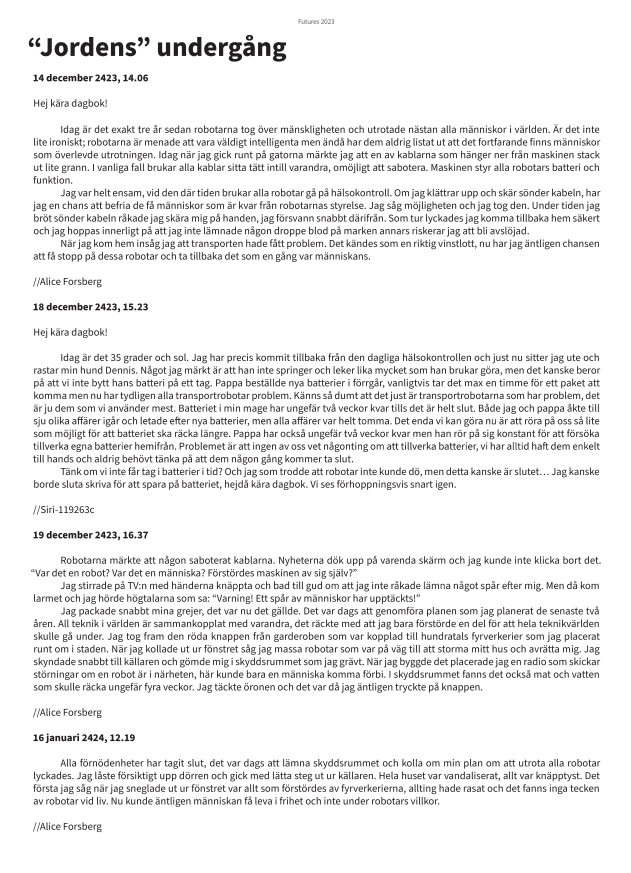 Futures 2023
“Jordens” undergång
14 december 2423, 14.06
Hej kära dagbok!
Idag är det exakt tre år sedan robotarna tog över mänskligheten och utrotade nästan alla människor i världen. Är det inte
lite ironiskt; robotarna är menade att vara väldigt intelligenta men ändå har dem aldrig listat ut att det fortfarande finns människor
som överlevde utrotningen. Idag när jag gick runt på gatorna märkte jag att en av kablarna som hänger ner från maskinen stack
ut lite grann. I vanliga fall brukar alla kablar sitta tätt intill varandra, omöjligt att sabotera. Maskinen styr alla robotars batteri och
funktion.
Jag var helt ensam, vid den där tiden brukar alla robotar gå på hälsokontroll. Om jag klättrar upp och skär sönder kabeln, har
jag en chans att befria de få människor som är kvar från robotarnas styrelse. Jag såg möjligheten och jag tog den. Under tiden jag
bröt sönder kabeln råkade jag skära mig på handen, jag försvann snabbt därifrån. Som tur lyckades jag komma tillbaka hem säkert
och jag hoppas innerligt på att jag inte lämnade någon droppe blod på marken annars riskerar jag att bli avslöjad.
När jag kom hem insåg jag att transporten hade fått problem. Det kändes som en riktig vinstlott, nu har jag äntligen chansen
att få stopp på dessa robotar och ta tillbaka det som en gång var människans.
//Alice Forsberg
18 december 2423, 15.23
Hej kära dagbok!
Idag är det 35 grader och sol. Jag har precis kommit tillbaka från den dagliga hälsokontrollen och just nu sitter jag ute och
rastar min hund Dennis. Något jag märkt är att han inte springer och leker lika mycket som han brukar göra, men det kanske beror
på att vi inte bytt hans batteri på ett tag. Pappa beställde nya batterier i förrgår, vanligtvis tar det max en timme för ett paket att
komma men nu har tydligen alla transportrobotar problem. Känns så dumt att det just är transportrobotarna som har problem, det
är ju dem som vi använder mest. Batteriet i min mage har ungefär två veckor kvar tills det är helt slut. Både jag och pappa åkte till
sju olika affärer igår och letade efter nya batterier, men alla affärer var helt tomma. Det enda vi kan göra nu är att röra på oss så lite
som möjligt för att batteriet ska räcka längre. Pappa har också ungefär två veckor kvar men han rör på sig konstant för att försöka
tillverka egna batterier hemifrån. Problemet är att ingen av oss vet någonting om att tillverka batterier, vi har alltid haft dem enkelt
till hands och aldrig behövt tänka på att dem någon gång kommer ta slut.
Tänk om vi inte får tag i batterier i tid? Och jag som trodde att robotar inte kunde dö, men detta kanske är slutet… Jag kanske
borde sluta skriva för att spara på batteriet, hejdå kära dagbok. Vi ses förhoppningsvis snart igen.
//Siri-119263c
19 december 2423, 16.37
Robotarna märkte att någon saboterat kablarna. Nyheterna dök upp på varenda skärm och jag kunde inte klicka bort det.
“Var det en robot? Var det en människa? Förstördes maskinen av sig själv?”
Jag stirrade på TV:n med händerna knäppta och bad till gud om att jag inte råkade lämna något spår efter mig. Men då kom
larmet och jag hörde högtalarna som sa: “Varning! Ett spår av människor har upptäckts!”
Jag packade snabbt mina grejer, det var nu det gällde. Det var dags att genomföra planen som jag planerat de senaste två
åren. All teknik i världen är sammankopplat med varandra, det räckte med att jag bara förstörde en del för att hela teknikvärlden
skulle gå under. Jag tog fram den röda knappen från garderoben som var kopplad till hundratals fyrverkerier som jag placerat
runt om i staden. När jag kollade ut ur fönstret såg jag massa robotar som var på väg till att storma mitt hus och avrätta mig. Jag
skyndade snabbt till källaren och gömde mig i skyddsrummet som jag grävt. När jag byggde det placerade jag en radio som skickar
störningar om en robot är i närheten, här kunde bara en människa komma förbi. I skyddsrummet fanns det också mat och vatten
som skulle räcka ungefär fyra veckor. Jag täckte öronen och det var då jag äntligen tryckte på knappen.
//Alice Forsberg
16 januari 2424, 12.19
Alla förnödenheter har tagit slut, det var dags att lämna skyddsrummet och kolla om min plan om att utrota alla robotar
lyckades. Jag låste försiktigt upp dörren och gick med lätta steg ut ur källaren. Hela huset var vandaliserat, allt var knäpptyst. Det
första jag såg när jag sneglade ut ur fönstret var allt som förstördes av fyrverkerierna, allting hade rasat och det fanns inga tecken
av robotar vid liv. Nu kunde äntligen människan få leva i frihet och inte under robotars villkor.
//Alice Forsberg